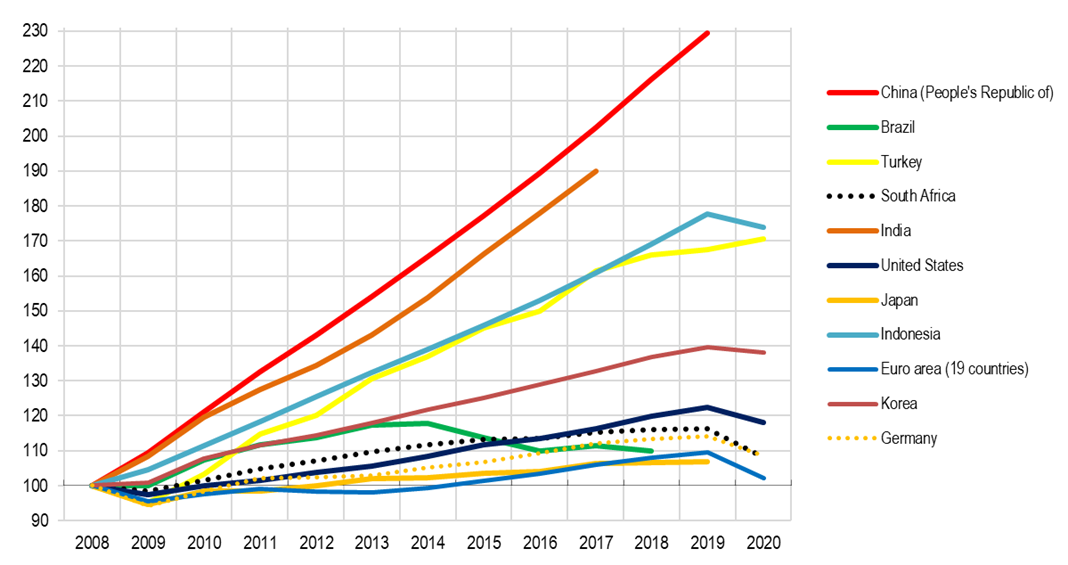 230
220
210
200
190
180
170
160
150
140
130
120
110
100
90
2008 2009 2010 2011 2012 2013 2014 2015 2016 2017 2018 2019 2020
China (People's Republic of)
Brazil
Turkey
South Africa
India
United States
Japan
Indonesia
Euro area (19 countries)
Korea
Germany